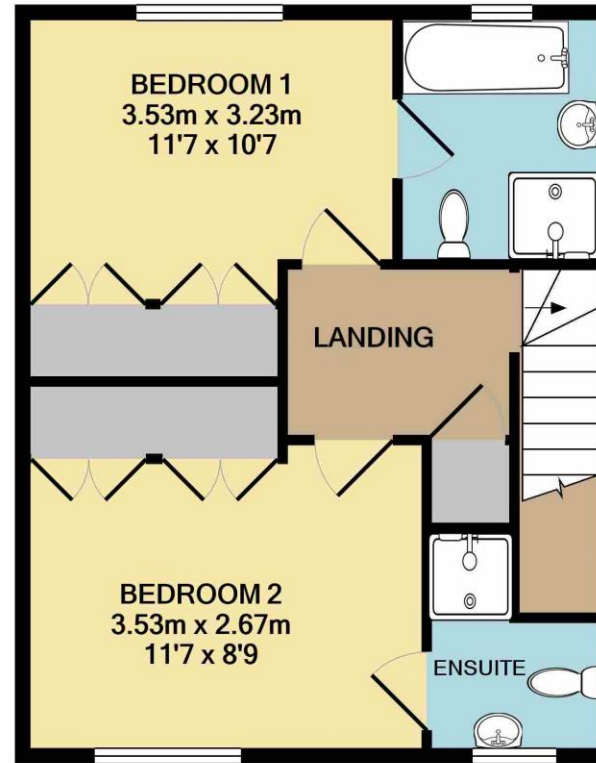 BEDROOM 1
3.53m x 3.23m
11'7 x 10'7
LANDING
BEDROOM 2
3.53m x 2.67m
11'7 x 8'9
ENSUITE